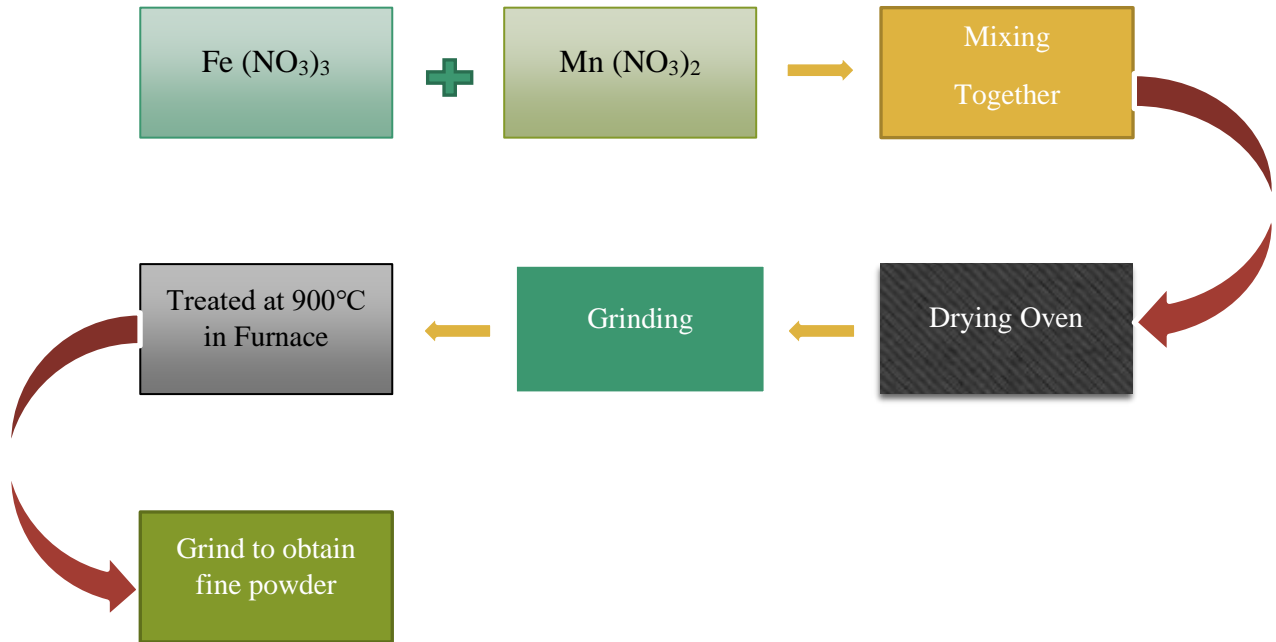 Fe (NO₃)₃
Mn (NO₃)₂
Mixing
Together
Drying Oven
Grinding
Treated at 900℃
in Furnace
Grind to obtain
fine powder